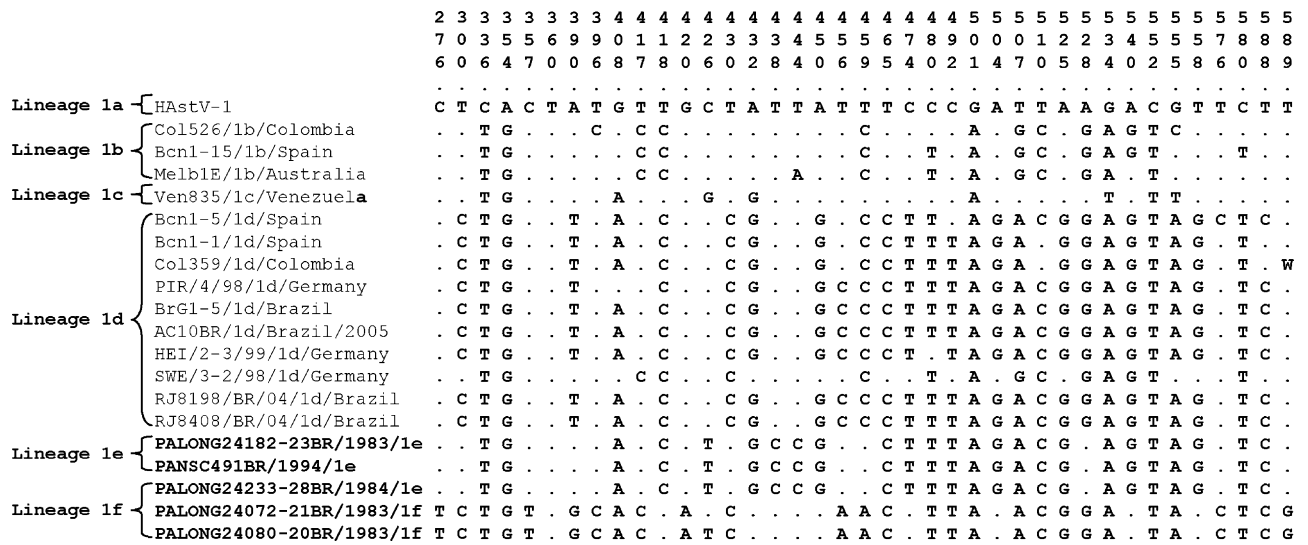 2 3 3 3 3 3 3 3 4 4 4 4 4 4 4 4 4 4 4 4 4 4 4 4 5 5 5 5 5 5 5 5 5 5 5 5 5 5 5
7 0 3 5 5 6 9 9 0 1 1 2 2 3 3 3 4 5 5 5 6 7 8 9 0 0 0 1 2 2 3 4 5 5 5 7 8 8 8
6 0 6 4 7 0 0 6 8 7 8 0 6 0 2 8 4 0 6 9 5 4 0 2 1 4 7 0 5 8 4 0 2 5 8 6 0 8 9
. . . . . . . . . . . . . . . . . . . . . . . . . . . . . . . . . . . . . . .
Lineage 1a HAstV-1 C T C A C T A T G T T G C T A T T A T T T C C C G A T T A A G A C G T T C T T
Lineage 1b
Col526/1b/Colombia . . T G . . . C . C C . . . . . . . . C . . . . A . G C . G A G T C . . . . .
Bcn1-15/1b/Spain . . T G . . . . . C C . . . . . . . . C . . T . A . G C . G A G T . . . T . .
Melb1E/1b/Australia . . T G . . . . . C C . . . . . A . . C . . T . A . G C . G A . T . . . . . .
Lineage 1c Ven835/1c/Venezuela . . T G . . . . A . . . G . G . . . . . . . . . A . . . . . T . T T . . . . .
Lineage 1d
Bcn1-5/1d/Spain . C T G . . T . A . C . . C G . . G . C C T T . A G A C G G A G T A G C T C .
Bcn1-1/1d/Spain . C T G . . T . A . C . . C G . . G . C C T T T A G A . G G A G T A G . T . .
Col359/1d/Colombia . C T G . . T . A . C . . C G . . G . C C T T T A G A . G G A G T A G . T . W
PIR/4/98/1d/Germany . C T G . . T . . . C . . C G . . G C C C T T T A G A C G G A G T A G . T C .
BrG1-5/1d/Brazil . C T G . . T . A . C . . C G . . G C C C T T T A G A C G G A G T A G . T C .
AC10BR/1d/Brazil/2005 . C T G . . T . A . C . . C G . . G C C C T T T A G A C G G A G T A G . T C .
HEI/2-3/99/1d/Germany . C T G . . T . A . C . . C G . . G C C C T . T A G A C G G A G T A G . T C .
SWE/3-2/98/1d/Germany . . T G . . . . . C C . . C . . . . . C . . T . A . G C . G A G T . . . T . .
RJ8198/BR/04/1d/Brazil . C T G . . T . A . C . . C G . . G C C C T T T A G A C G G A G T A G . T C .
RJ8408/BR/04/1d/Brazil . C T G . . T . A . C . . C G . . G C C C T T T A G A C G G A G T A G . T C .
Lineage 1e
PALONG24182-23BR/1983/1e . . T G . . . . A . C . T . G C C G . . C T T T A G A C G . A G T A G . T C .
PANSC491BR/1994/1e . . T G . . . . A . C . T . G C C G . . C T T T A G A C G . A G T A G . T C .
Lineage 1f
PALONG24233-28BR/1984/1e . . T G . . . . A . C . T . G C C G . . C T T T A G A C G . A G T A G . T C .
PALONG24072-21BR/1983/1f T C T G T . G C A C . A . C . . . . A A C . T T A . A C G G A . T A . C T C G
PALONG24080-20BR/1983/1f T C T G T . G C A C . A T C . . . . A A C . T T A . A C G G A . T A . C T C G